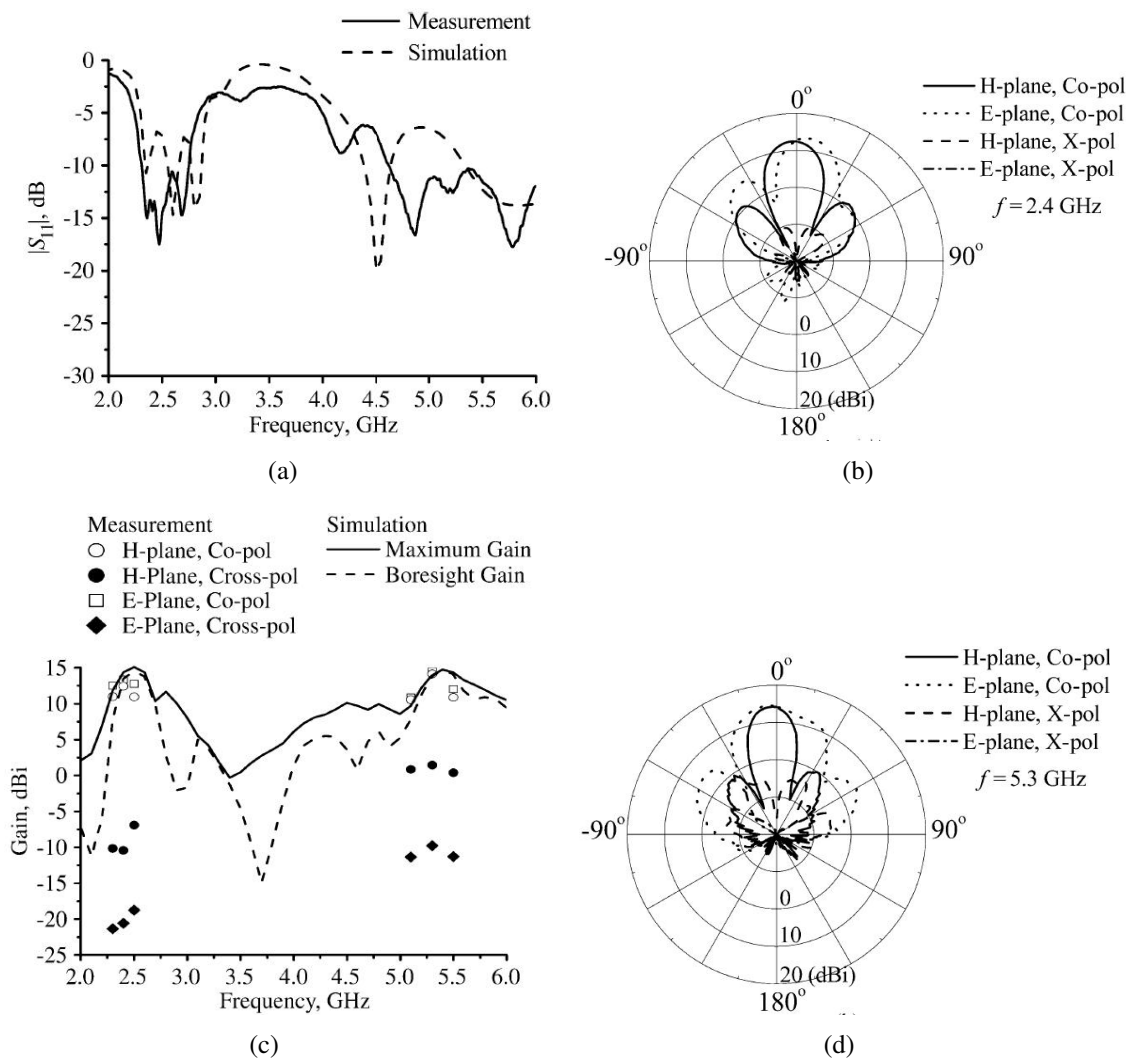 Measurement
Simulation
0
-5
-10
-15
-20
-25
-30
|S11|, dB
2.0 2.5 3.0 3.5 4.0 4.5 5.0 5.5 6.0
Frequency, GHz
(a)
H-plane, Co-pol
E-plane, Co-pol
H-plane, X-pol
E-plane, X-pol
f = 2.4 GHz
0°
-90°
90°
0
10
20 (dBi)
180°
(b)
Measurement
H-plane, Co-pol
H-Plane, Cross-pol
E-Plane, Co-pol
E-Plane, Cross-pol
Simulation
Maximum Gain
Boresight Gain
15
10
5
0
-5
-10
-15
-20
-25
Gain, dBi
2.0 2.5 3.0 3.5 4.0 4.5 5.0 5.5 6.0
Frequency, GHz
(c)
H-plane, Co-pol
E-plane, Co-pol
H-plane, X-pol
E-plane, X-pol
f = 5.3 GHz
0°
-90°
90°
0
10
20 (dBi)
180°
(d)